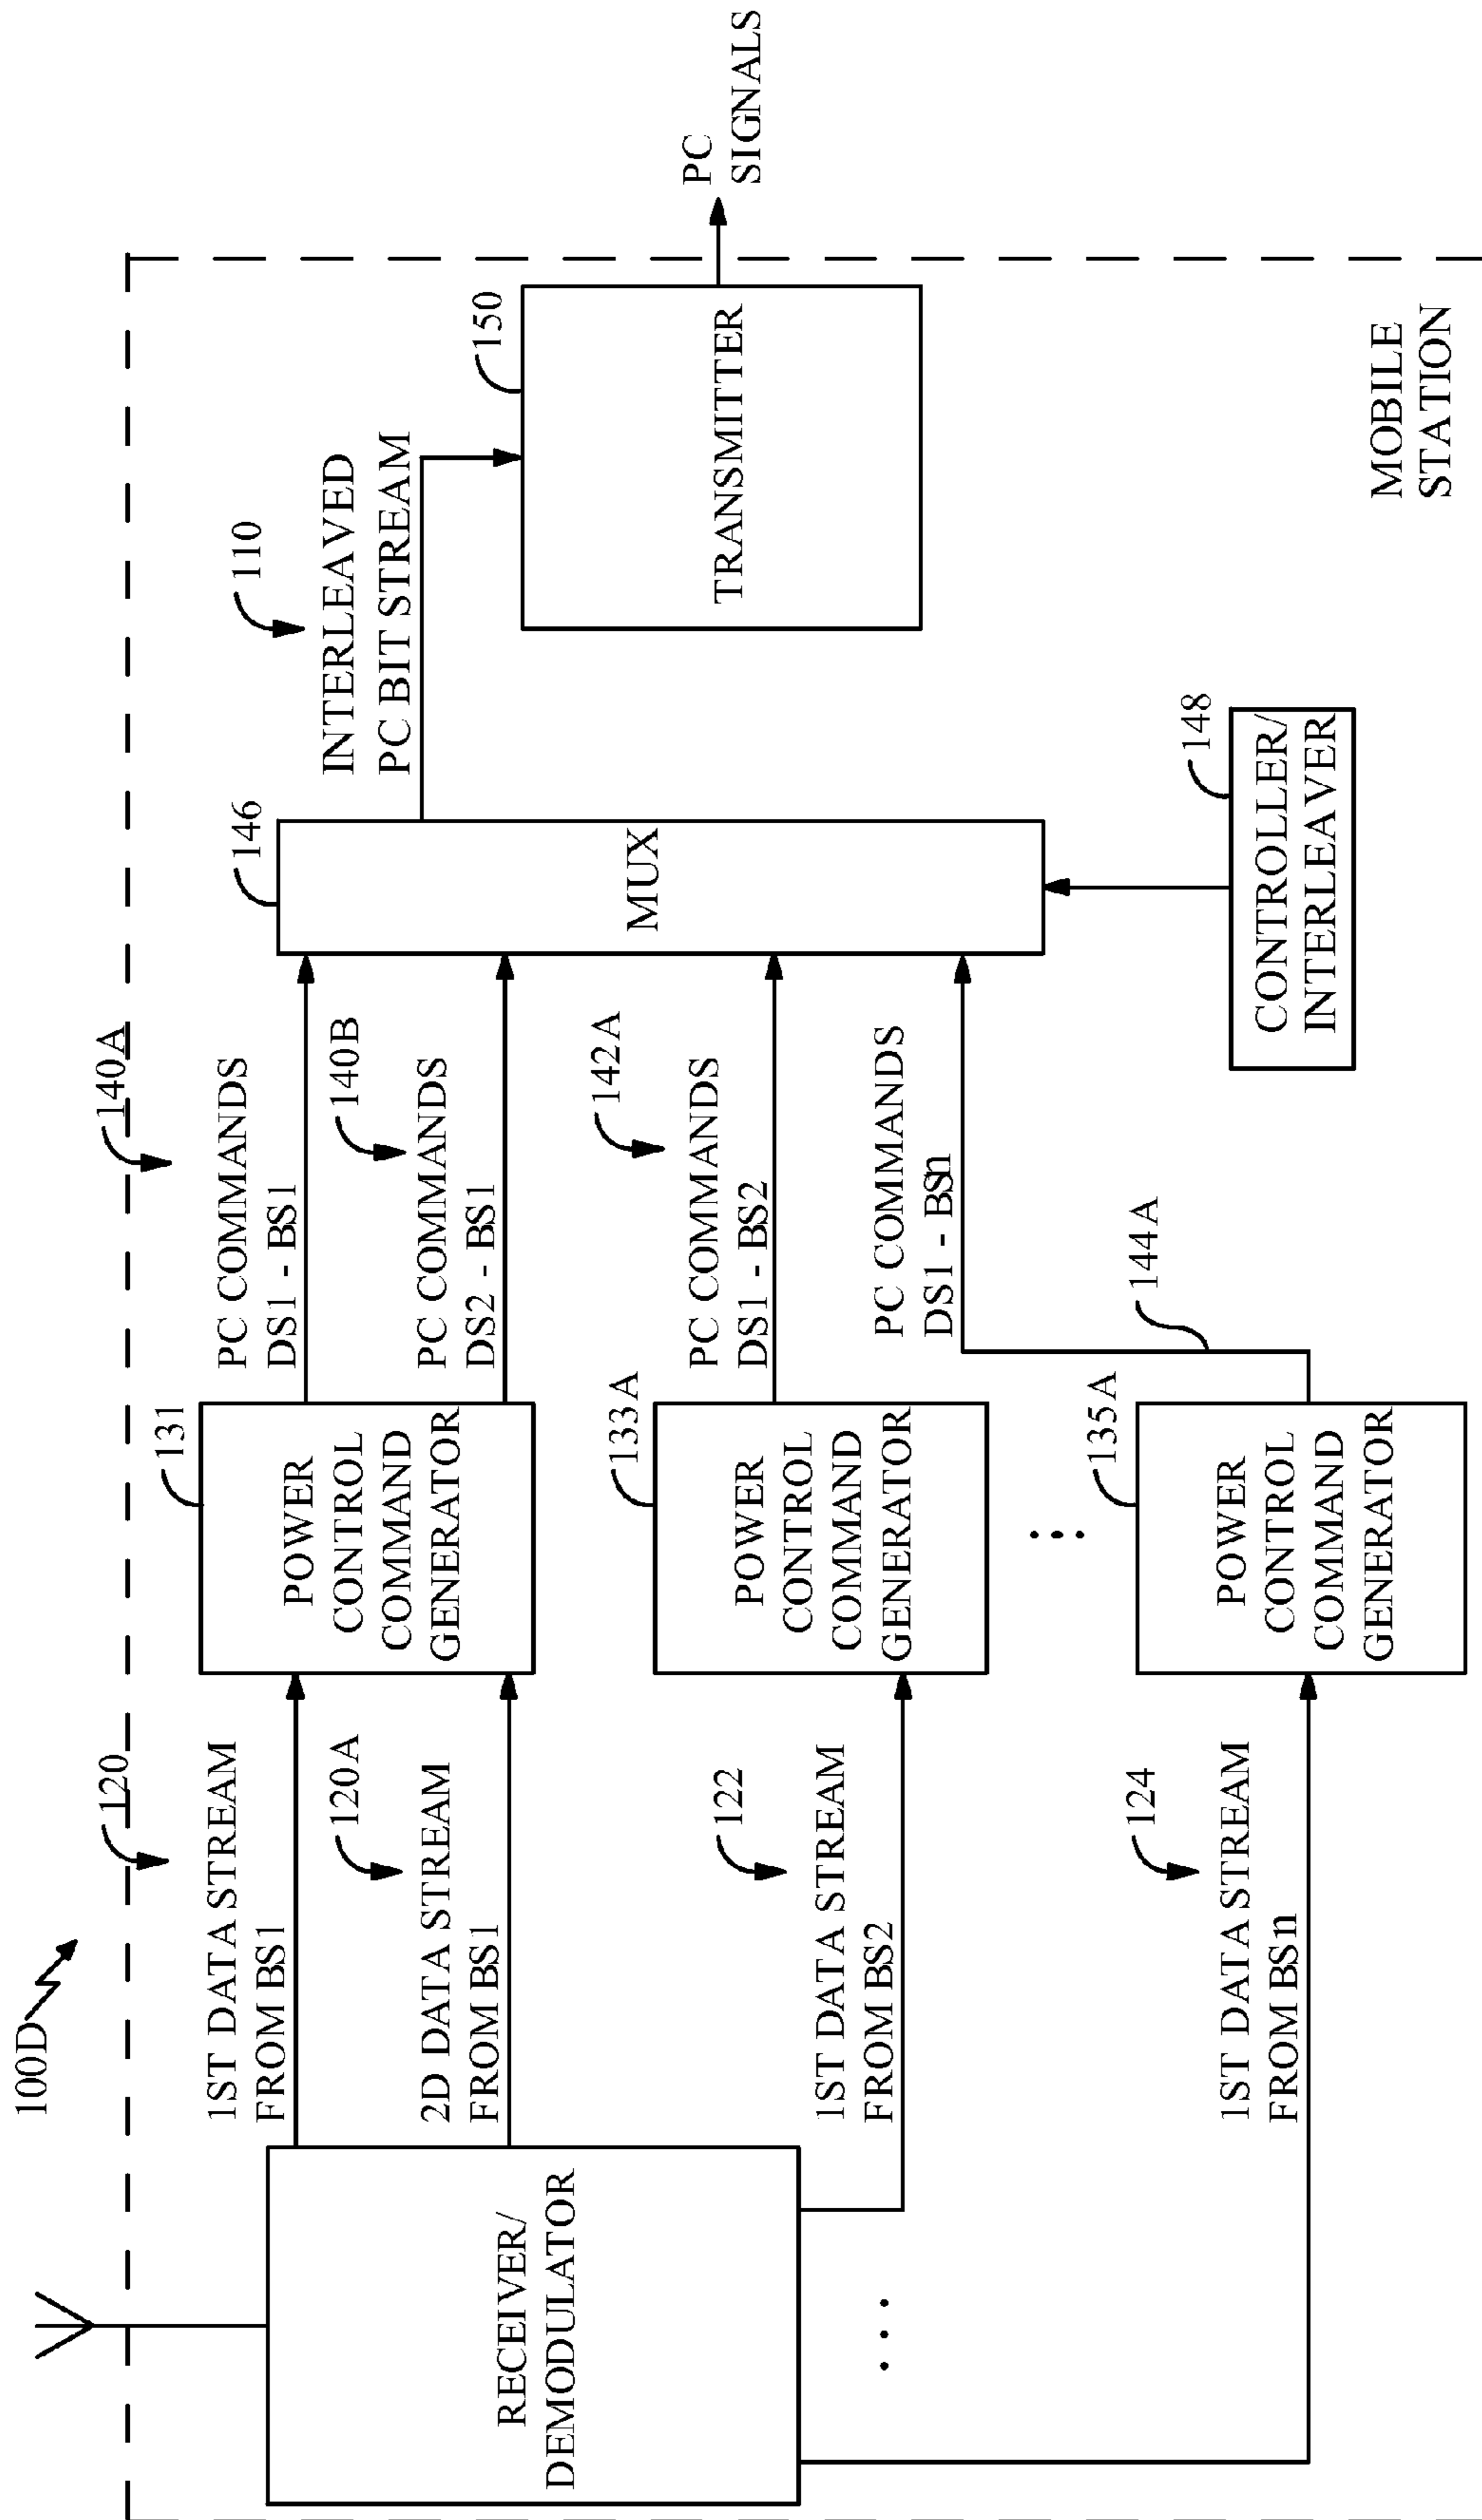 100D
120
1ST DATA STREAM
FROM BS1
120A
2D DATA STREAM
FROM BS1
122
1ST DATA STREAM
FROM BS2
124
1ST DATA STREAM
FROM BSn
RECEIVER/
DEMODULATOR
131
POWER
CONTROL
COMMAND
GENERATOR
133A
POWER
CONTROL
COMMAND
GENERATOR
135A
POWER
CONTROL
COMMAND
GENERATOR
140A
PC COMMANDS
DS1 - BS1
140B
PC COMMANDS
DS2 - BS1
142A
PC COMMANDS
DS1 - BS2
PC COMMANDS
DS1 - BSn
144A
146
MUX
148
CONTROLLER/
INTERLEAVER
110
INTERLEAVED
PC BIT STREAM
150
TRANSMITTER
PC
SIGNALS
MOBILE
STATION